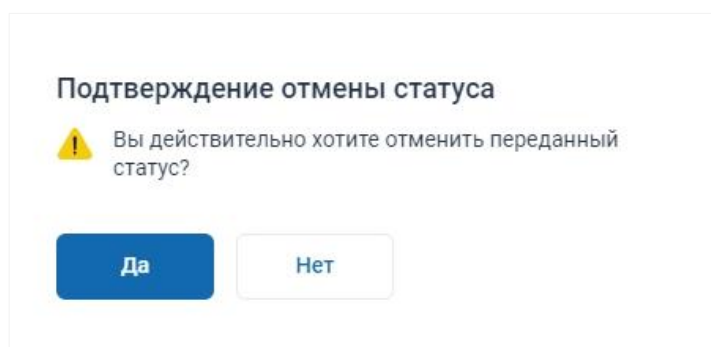 Подтверждение отмены статуса
Вы действительно хотите отменить переданный
статус?
Да
Нет